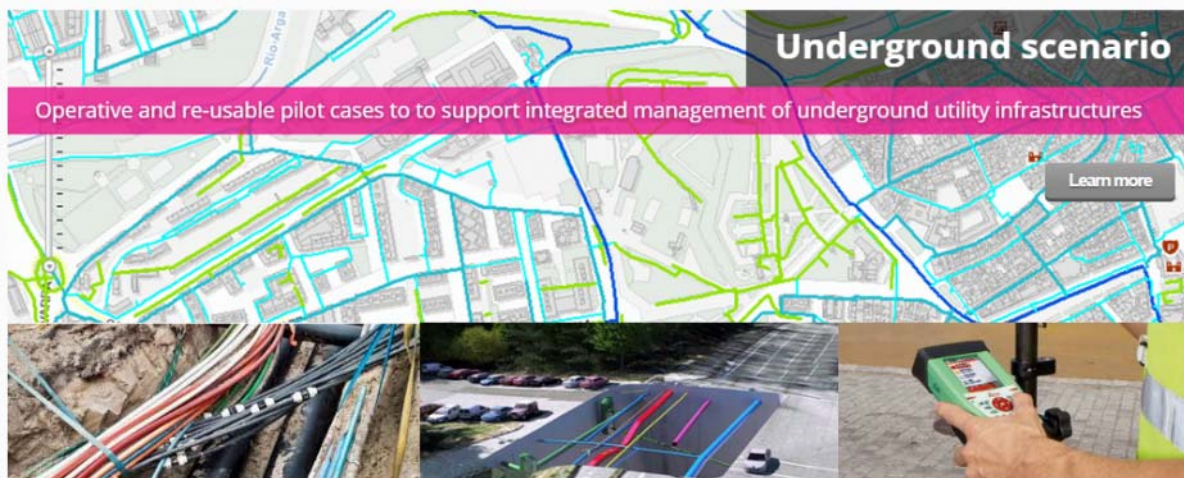 Underground scenario
Río-Arga
Operative and re-usable pilot cases to to support integrated management of underground utility infrastructures
Learn more
P